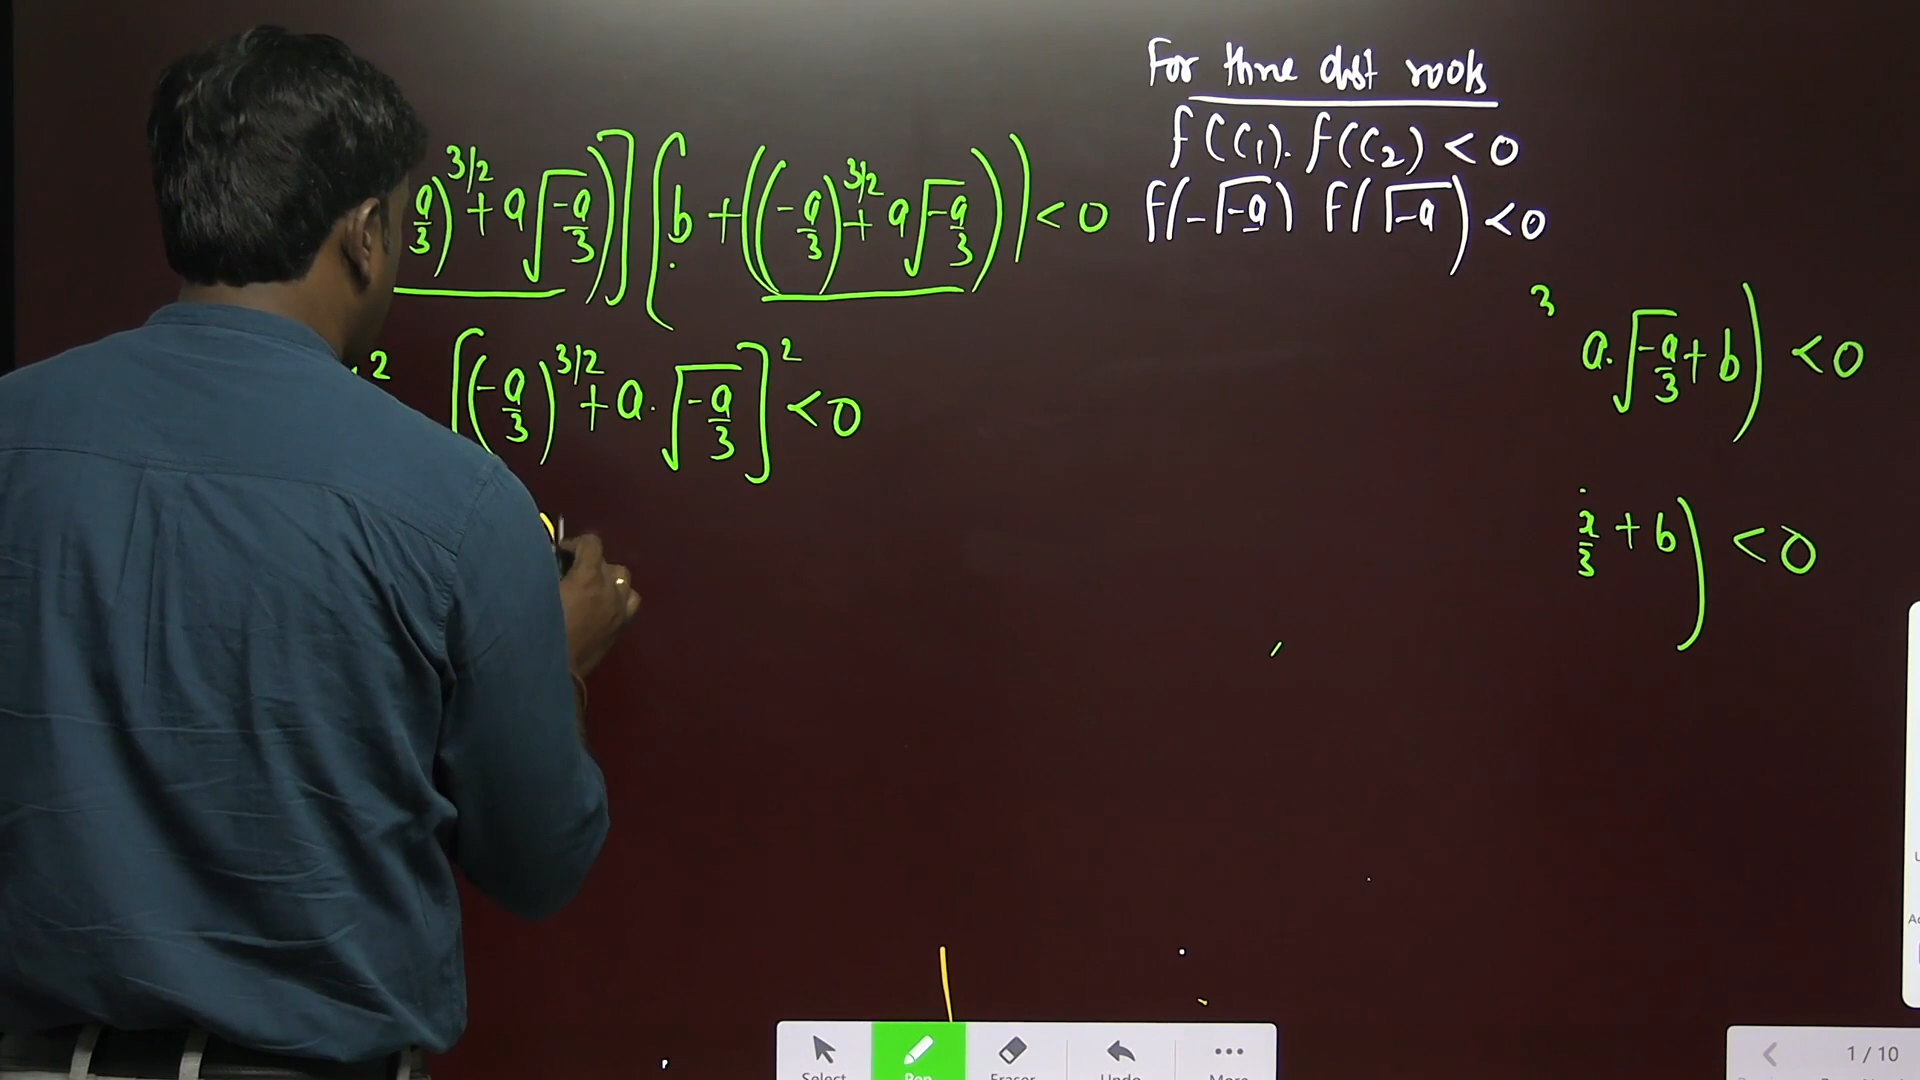 For three dist roots
f(c₁). f(c₂) < 0
f(-√-a) f(√-a) < 0
a/3)^3/2 + a√-a/3)] [b + ((-a/3)^3/2 + a√-a/3)) < 0
2 [(-a/3)^3/2 + a.√-a/3]² < 0
3
a.√-a/3 + b) < 0
/3 + b) < 0
Select
Pen
Eraser
Undo
More
1 / 10